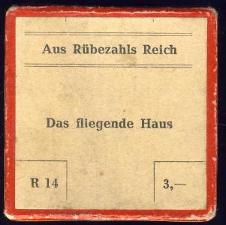 Aus Rübezahls Reich
Das fliegende Haus
R 14
3,—